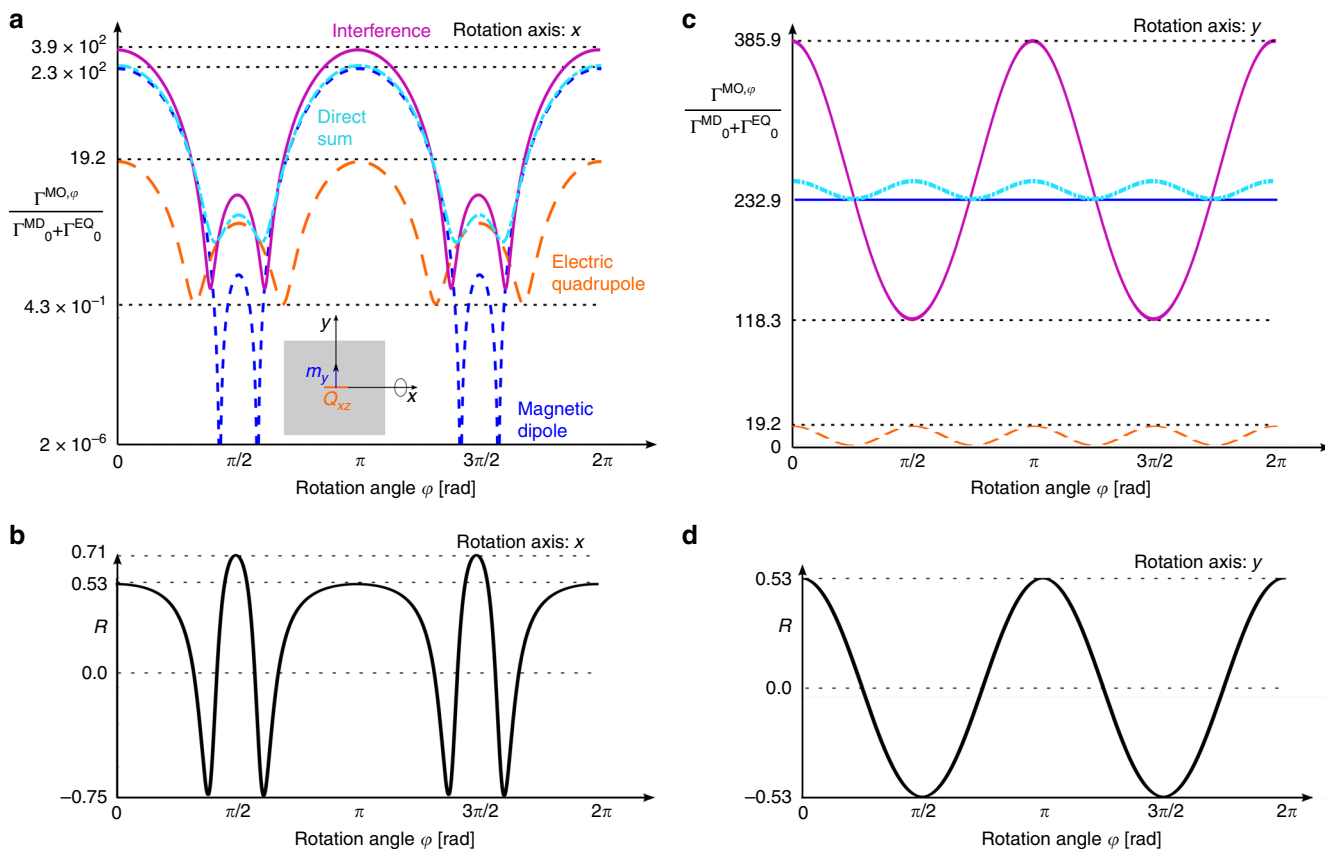 a
Interference
Rotation axis: x
3.9 × 10²
2.3 × 10²
Direct
sum
19.2
Γ^MO,φ
Γ^MD_0+Γ^EQ_0
Electric
quadrupole
4.3 × 10⁻¹
y
m_y
Q_xz
x
Magnetic
dipole
2 × 10⁻⁶
0 π/2 π 3π/2 2π
Rotation angle φ [rad]
b
Rotation axis: x
0.71
0.53
R
0.0
−0.75
0 π/2 π 3π/2 2π
Rotation angle φ [rad]
c
Rotation axis: y
385.9
Γ^MO,φ
Γ^MD_0+Γ^EQ_0
232.9
118.3
19.2
0
0 π/2 π 3π/2 2π
Rotation angle φ [rad]
d
Rotation axis: y
0.53
R
0.0
−0.53
0 π/2 π 3π/2 2π
Rotation angle φ [rad]